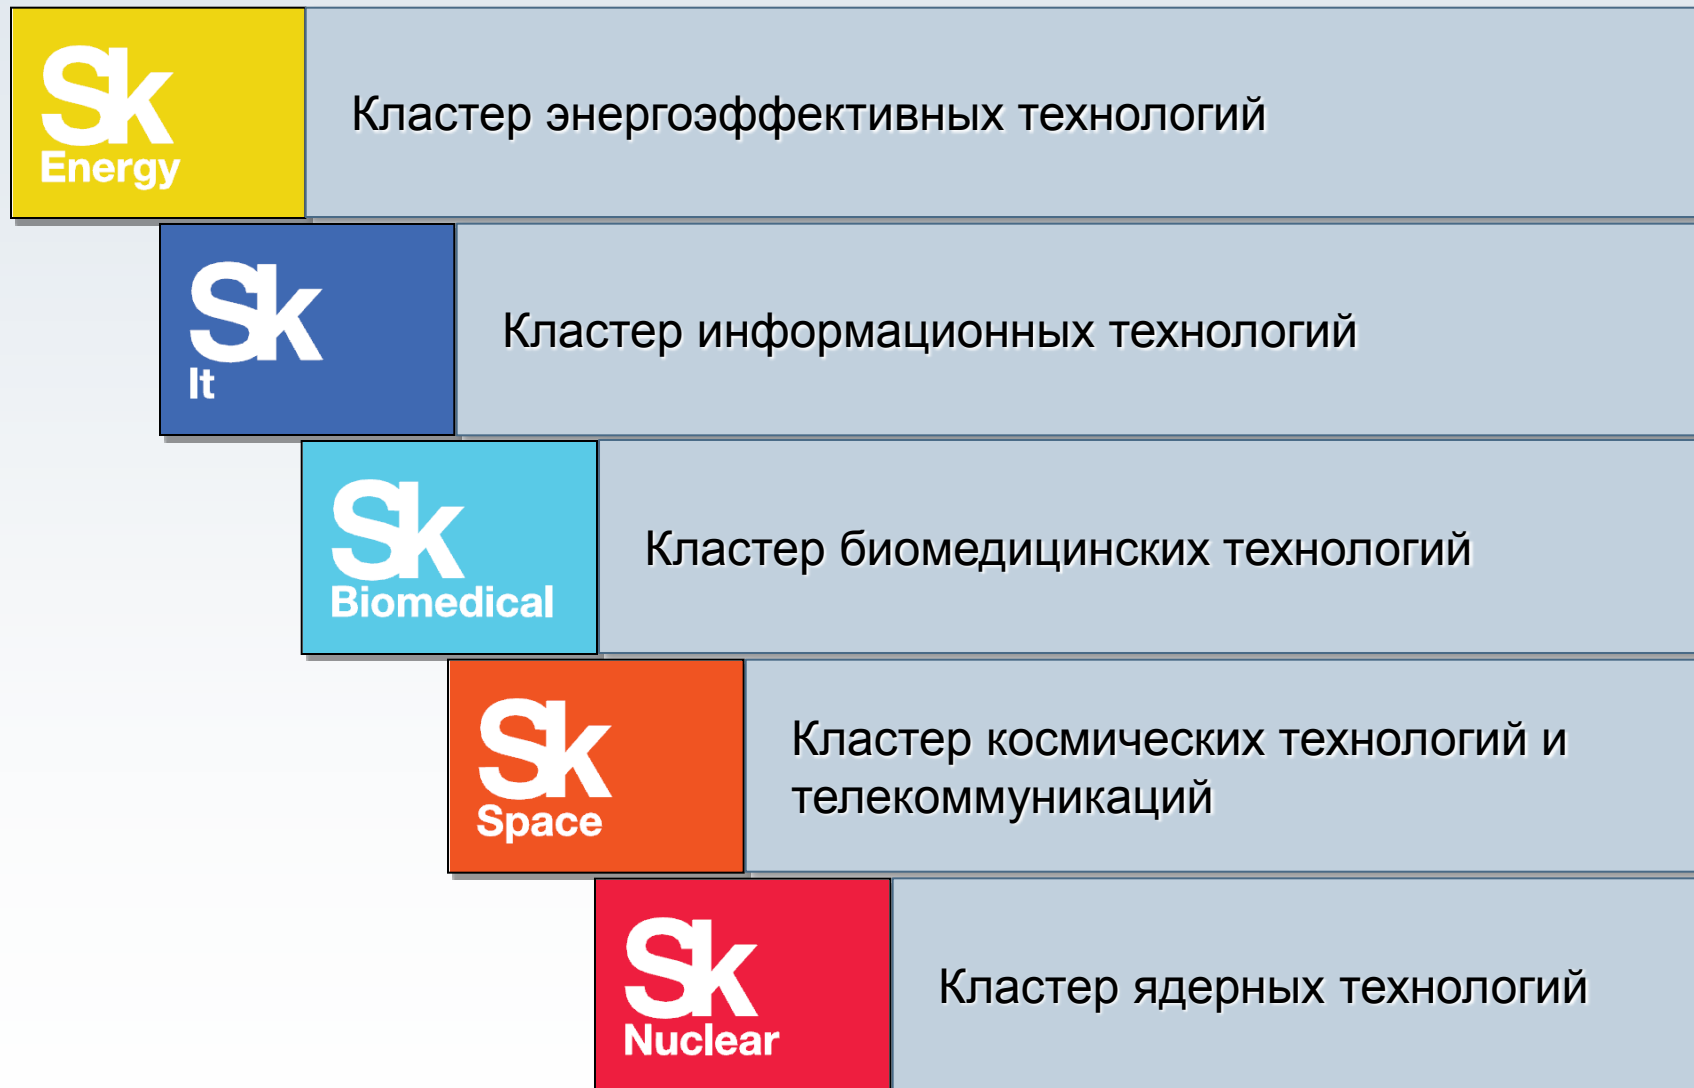 Sk
Energy
Кластер энергоэффективных технологий
Sk
It
Кластер информационных технологий
Sk
Biomedical
Кластер биомедицинских технологий
Sk
Space
Кластер космических технологий и
телекоммуникаций
Sk
Nuclear
Кластер ядерных технологий